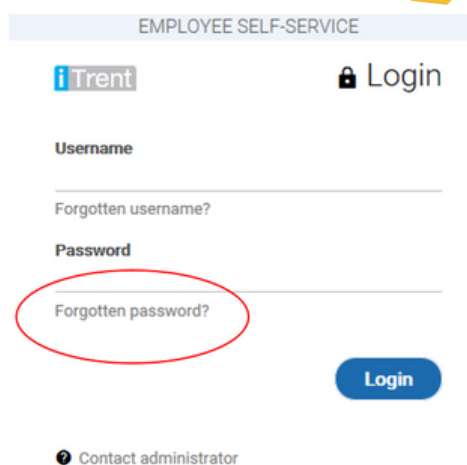 EMPLOYEE SELF-SERVICE
iTrent
Login
Username
Forgotten username?
Password
Forgotten password?
Login
Contact administrator